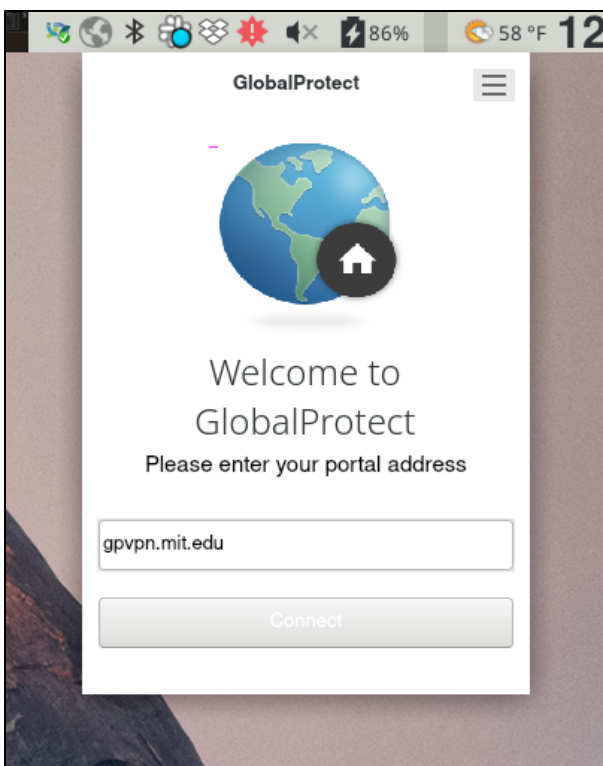 86% 58 °F 12
GlobalProtect
Welcome to
GlobalProtect
Please enter your portal address
gpvpn.mit.edu
Connect